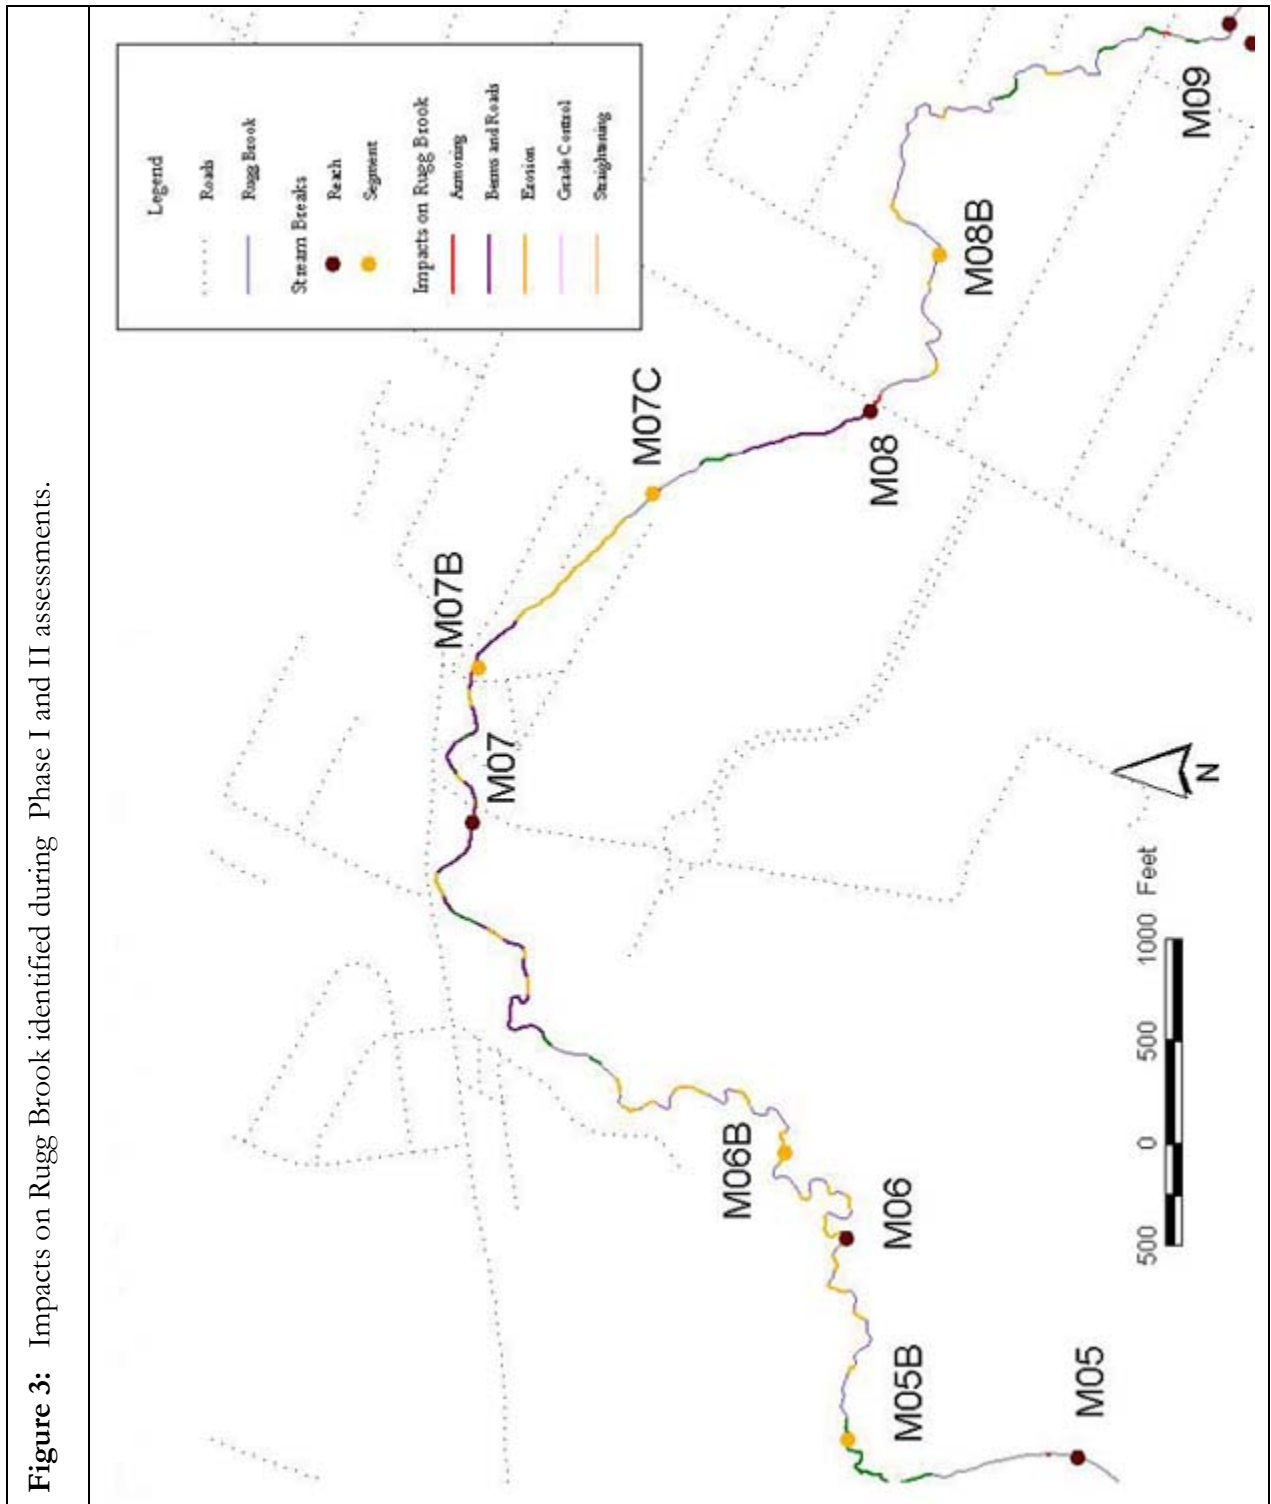 Figure 3: Impacts on Rugg Brook identified during Phase I and II assessments.
Legend
Roads
Rugg Brook
Stream Breaks
Reach
Segment
Impacts on Rugg Brook
Armoring
Berms and Roads
Erosion
Grade Control
Straightening
M05
M05B
M06
M06B
M07
M07B
M07C
M08
M08B
M09
500 0 500 1000 Feet
N